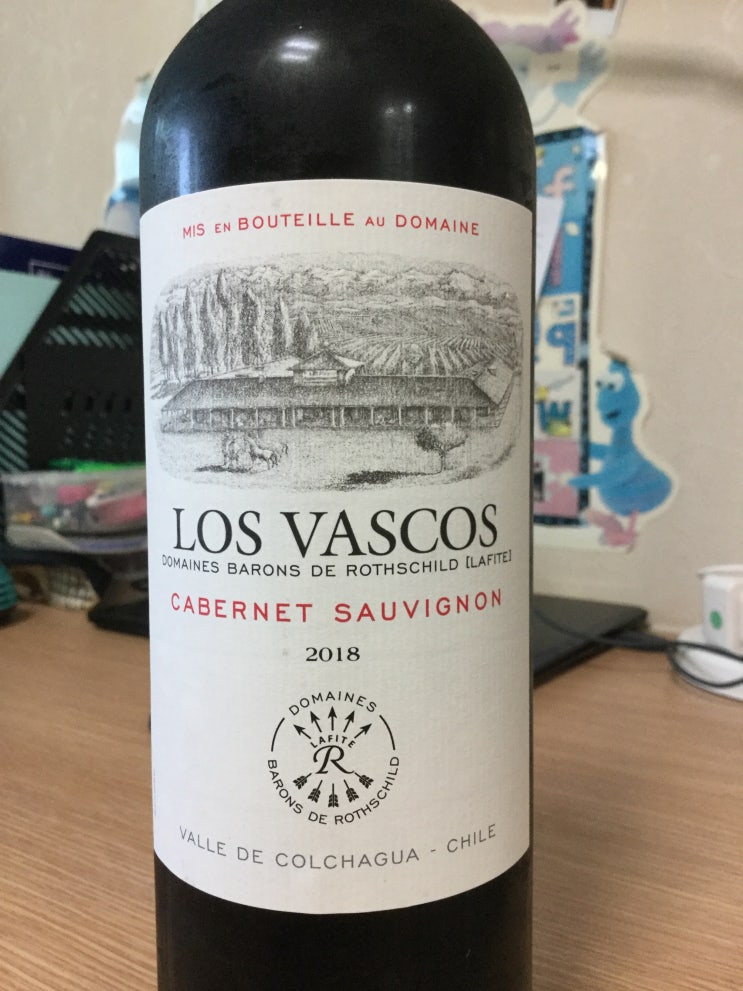 MIS EN BOUTEILLE AU DOMAINE
LOS VASCOS
DOMAINES BARONS DE ROTHSCHILD [LAFITE]
CABERNET SAUVIGNON
2018
DOMAINES
LAFITE
R
BARONS DE ROTHSCHILD
VALLE DE COLCHAGUA - CHILE